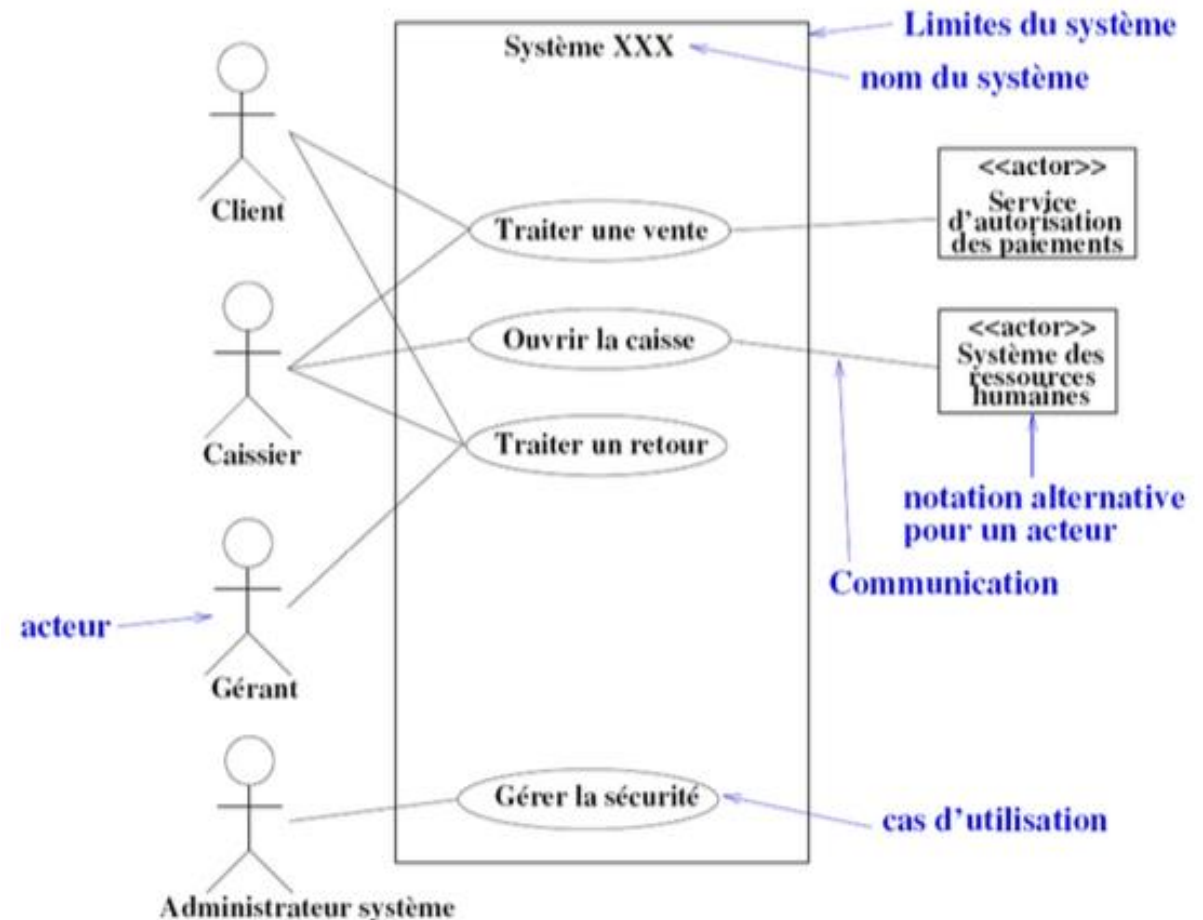 Limites du système
Système XXX
nom du système
<<actor>>
Service
d'autorisation
des paiements
Client
Traiter une vente
<<actor>>
Système des
ressources
humaines
Ouvrir la caisse
Caissier
Traiter un retour
notation alternative
pour un acteur
Communication
acteur
Gérant
Gérer la sécurité
cas d'utilisation
Administrateur système